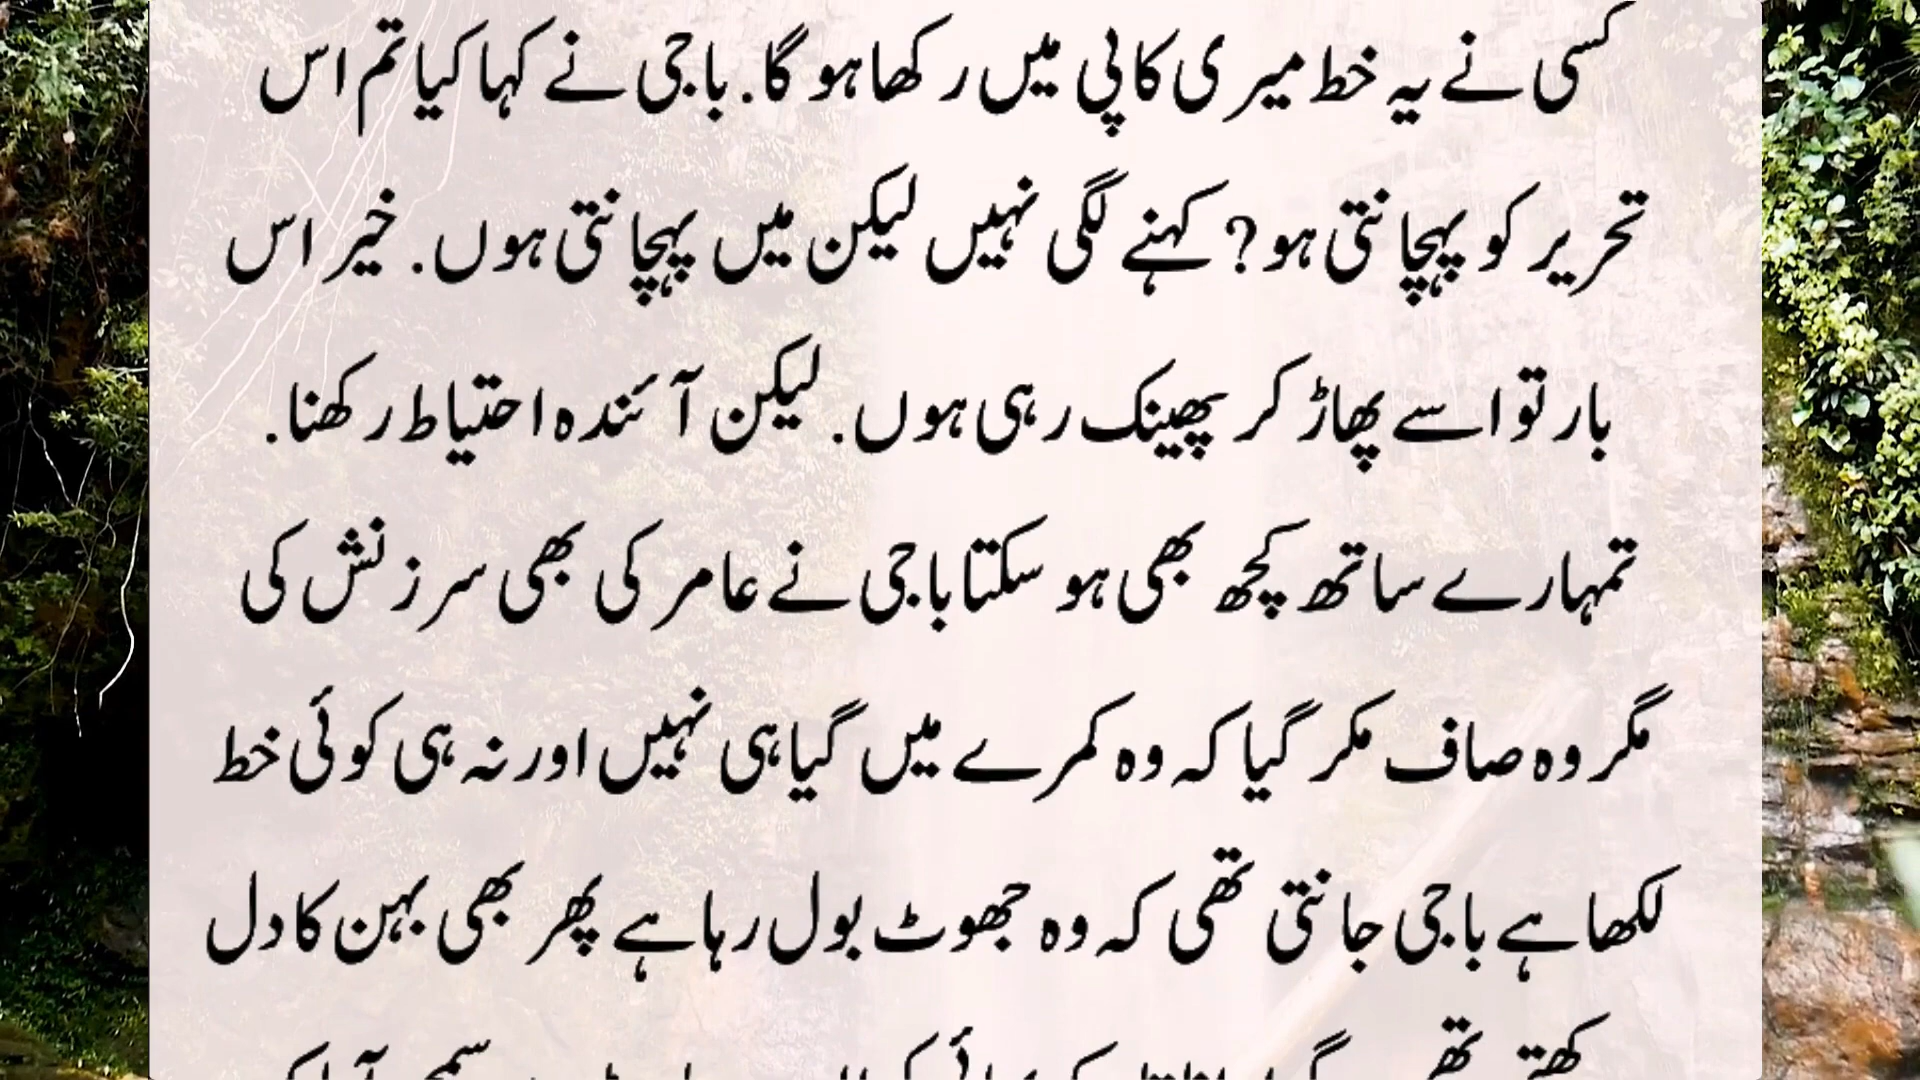 کسی نے یہ خط میری کاپی میں رکھا ہو گا. باجی نے کہا کیا تم اس
تحریر کو پہچانتی ہو? کہنے لگی نہیں لیکن میں پہچانتی ہوں. خیر اس
بار تو اسے پھاڑ کر پھینک رہی ہوں. لیکن آئندہ احتیاط رکھنا.
تمہارے ساتھ کچھ بھی ہو سکتا باجی نے عامر کی بھی سرزنش کی
مگر وہ صاف مکر گیا کہ وہ کمرے میں گیا ہی نہیں اور نہ ہی کوئی خط
لکھا ہے باجی جانتی تھی کہ وہ جھوٹ بول رہا ہے پھر بھی بہن کا دل